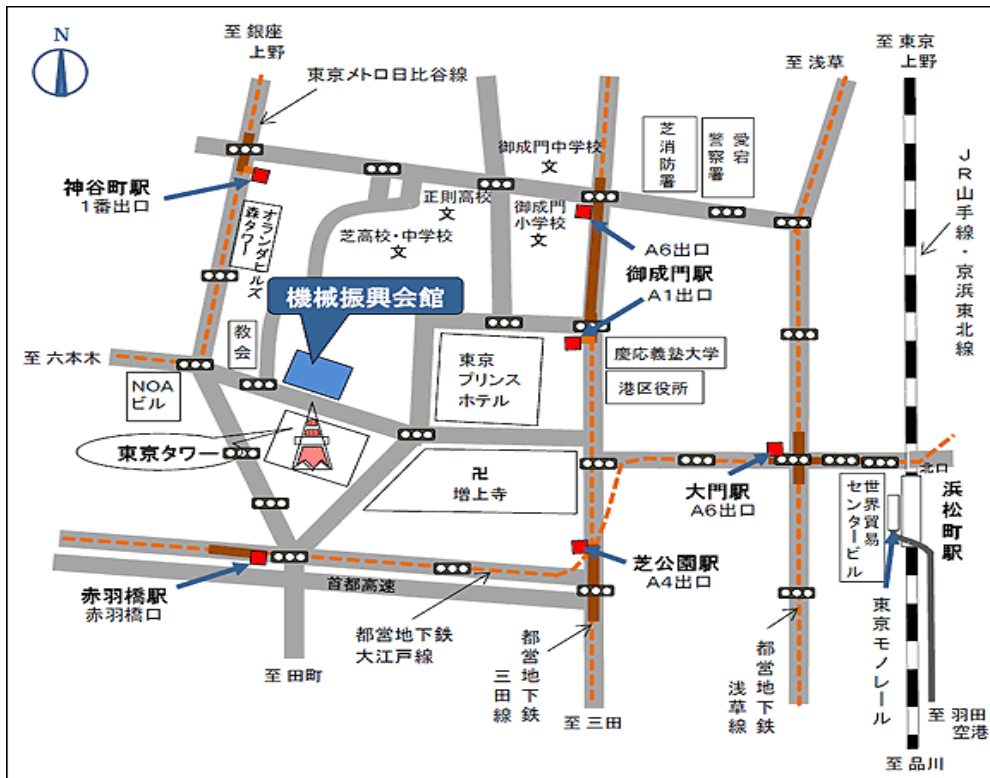 N
至 銀座
上野
東京メトロ日比谷線
至 浅草
至 東京
上野
御成門中学校
文
芝消防署
愛宕
警察署
JR山手線・京浜東北線
神谷町駅
1番出口
正則高校
文
御成門
小学校
文
芝高校・中学校
文
オランダヒルズ
森タワー
A6出口
御成門駅
A1出口
機械振興会館
教会
至 六本木
東京
プリンス
ホテル
慶応義塾大学
港区役所
NOA
ビル
東京タワー
卍
増上寺
大門駅
A6出口
北口
浜松町駅
世界貿易
センタービル
芝公園駅
A4出口
赤羽橋駅
赤羽橋口
首都高速
都営地下鉄
大江戸線
都営地下鉄
三田線
都営地下鉄
浅草線
東京モノレール
至 田町
至 三田
至 羽田
空港
至 品川